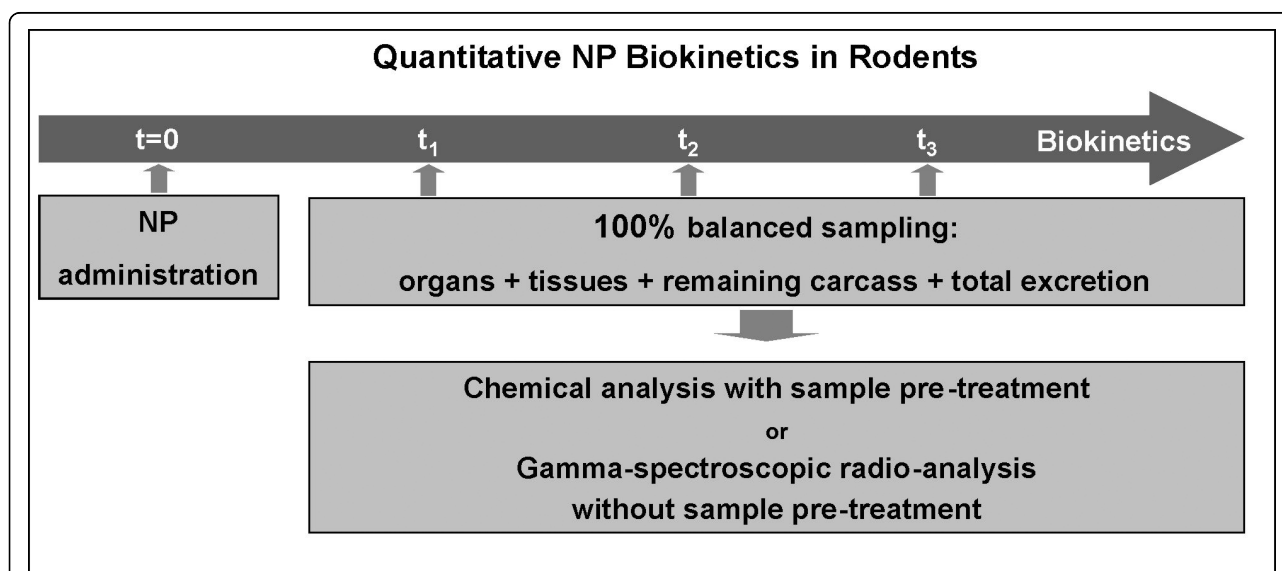 Quantitative NP Biokinetics in Rodents
t=0 t₁ t₂ t₃ Biokinetics
NP
administration
100% balanced sampling:
organs + tissues + remaining carcass + total excretion
Chemical analysis with sample pre-treatment
or
Gamma-spectroscopic radio-analysis
without sample pre-treatment